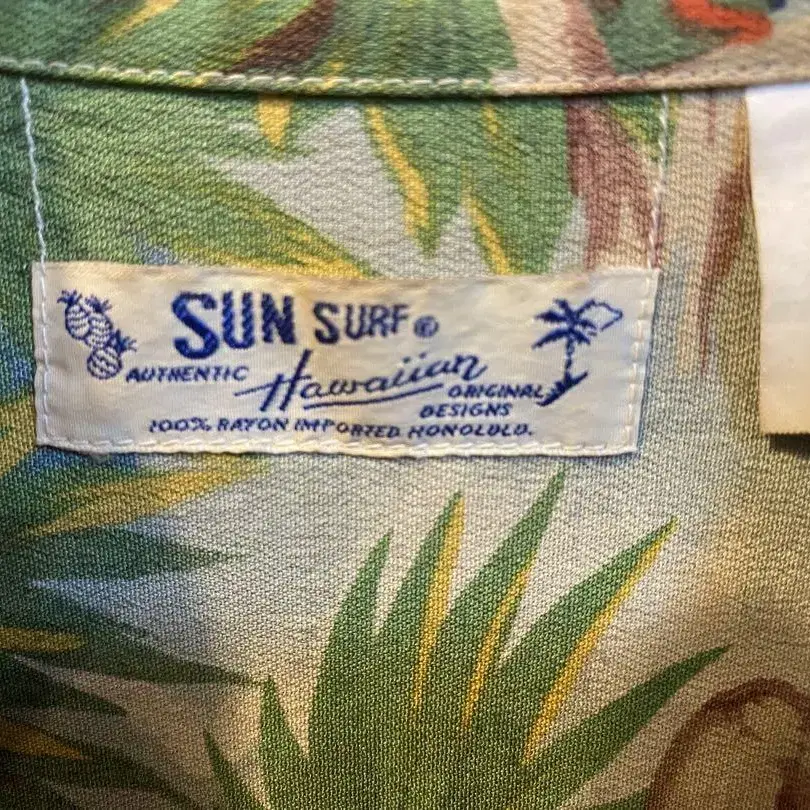 SUN SURF®
AUTHENTIC Hawaiian ORIGINAL
DESIGNS
100% RAYON IMPORTED HONOLULU.